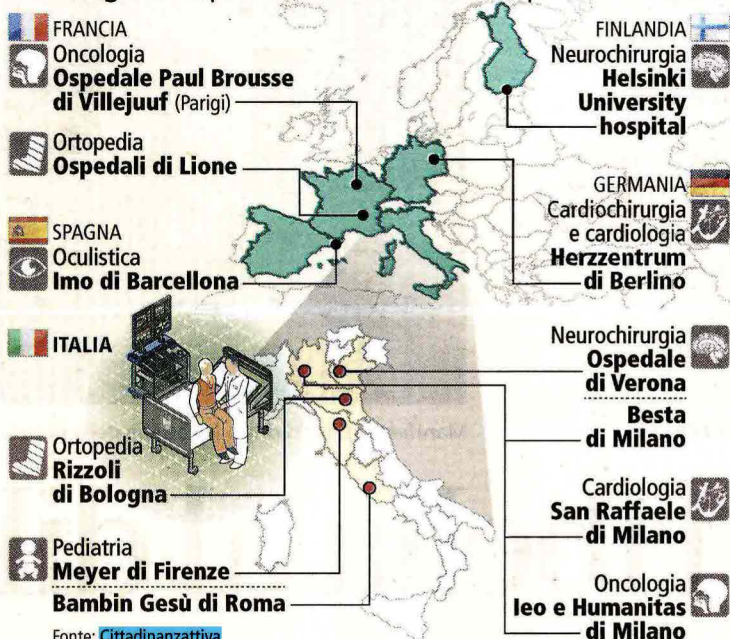 FRANCIA
Oncologia
Ospedale Paul Brousse
di Villejuuf (Parigi)
Ortopedia
Ospedali di Lione
SPAGNA
Oculistica
Imo di Barcellona
FINLANDIA
Neurochirurgia
Helsinki
University
hospital
GERMANIA
Cardiochirurgia
e cardiologia
Herzzentrum
di Berlino
ITALIA
Ortopedia
Rizzoli
di Bologna
Pediatria
Meyer di Firenze
Bambin Gesù di Roma
Neurochirurgia
Ospedale
di Verona
Besta
di Milano
Cardiologia
San Raffaele
di Milano
Oncologia
Ieo e Humanitas
di Milano
Fonte: Cittadinanzattiva